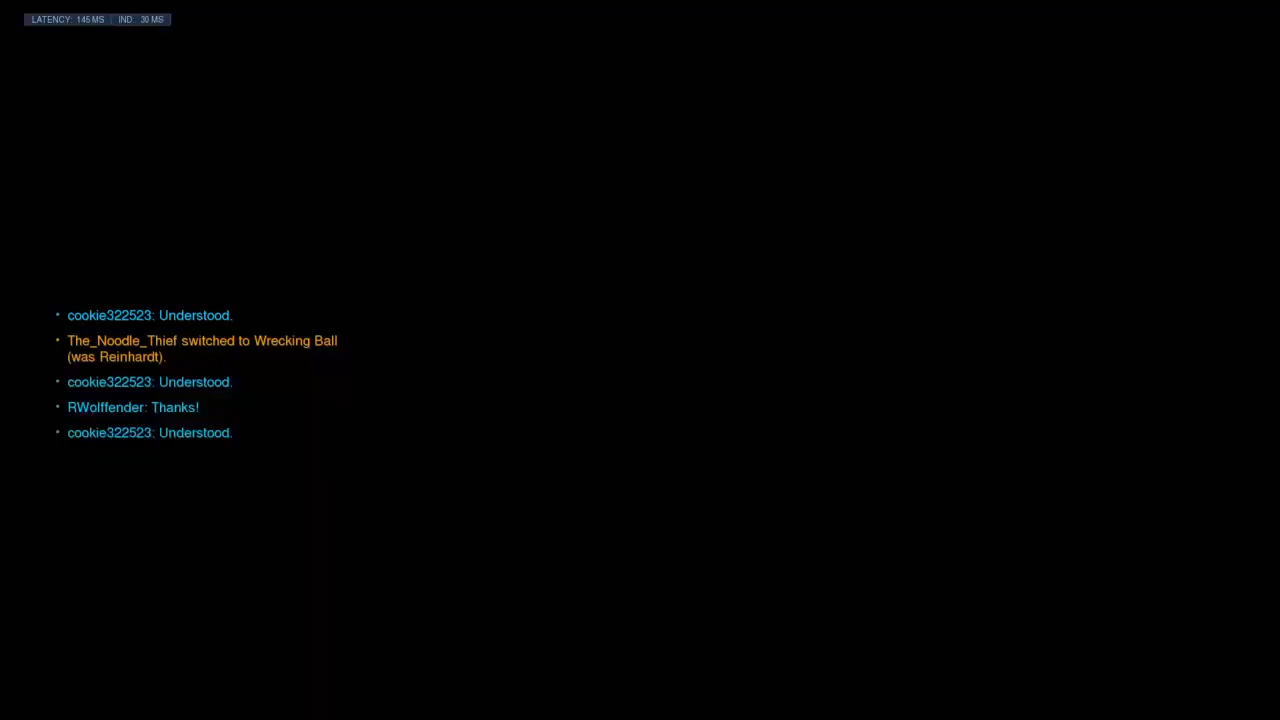 LATENCY: 145 MS | IND: 30 MS
• cookie322523: Understood.
• The_Noodle_Thief switched to Wrecking Ball
(was Reinhardt).
• cookie322523: Understood.
• RWolffender: Thanks!
• cookie322523: Understood.